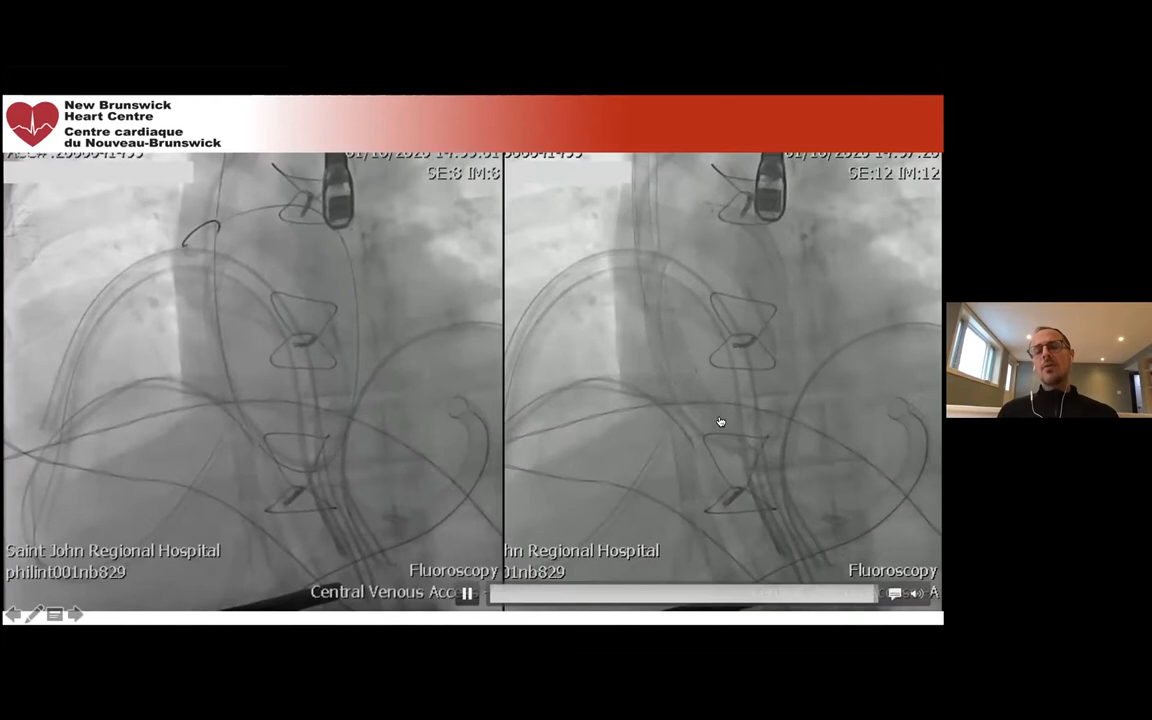 New Brunswick
Heart Centre
Centre cardiaque
du Nouveau-Brunswick
SE:8 IM:8
SE:12 IM:12
Saint John Regional Hospital
philint001nb829
Fluoroscopy
Central Venous Acc
hn Regional Hospital
01nb829
Fluoroscopy
A